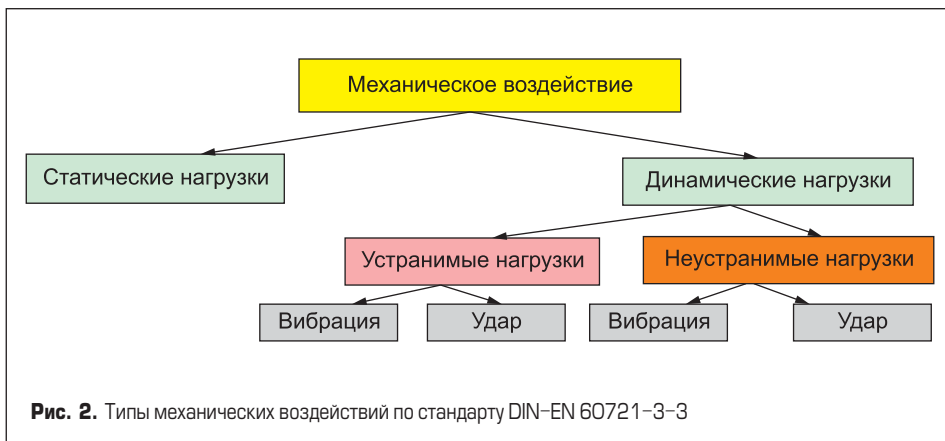 Механическое воздействие
Статические нагрузки
Динамические нагрузки
Устранимые нагрузки
Неустранимые нагрузки
Вибрация
Удар
Вибрация
Удар
Рис. 2. Типы механических воздействий по стандарту DIN-EN 60721-3-3